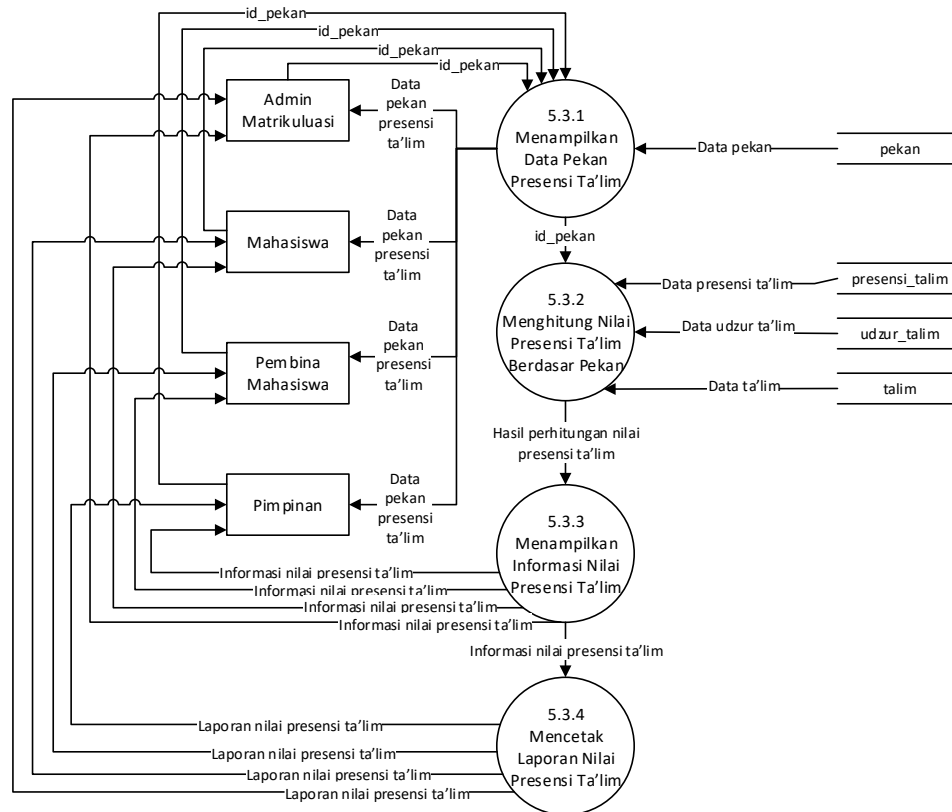 id_pekan
id_pekan
id_pekan
id_pekan
Admin
Matrikuluasi
Data
pekan
presensi
ta'lim
5.3.1
Menampilkan
Data Pekan
Presensi Ta'lim
Data pekan
pekan
Mahasiswa
Data
pekan
presensi
ta'lim
id_pekan
Data presensi ta'lim
presensi_talim
5.3.2
Menghitung Nilai
Presensi Ta'lim
Berdasar Pekan
Data udzur ta'lim
udzur_talim
Pembina
Mahasiswa
Data
pekan
presensi
ta'lim
Data ta'lim
talim
Hasil perhitungan nilai
presensi ta'lim
Pimpinan
Data
pekan
presensi
ta'lim
5.3.3
Menampilkan
Informasi Nilai
Presensi Ta'lim
Informasi nilai presensi ta'lim
Informasi nilai presensi ta'lim
Informasi nilai presensi ta'lim
Informasi nilai presensi ta'lim
Informasi nilai presensi ta'lim
5.3.4
Mencetak
Laporan Nilai
Presensi Ta'lim
Laporan nilai presensi ta'lim
Laporan nilai presensi ta'lim
Laporan nilai presensi ta'lim
Laporan nilai presensi ta'lim